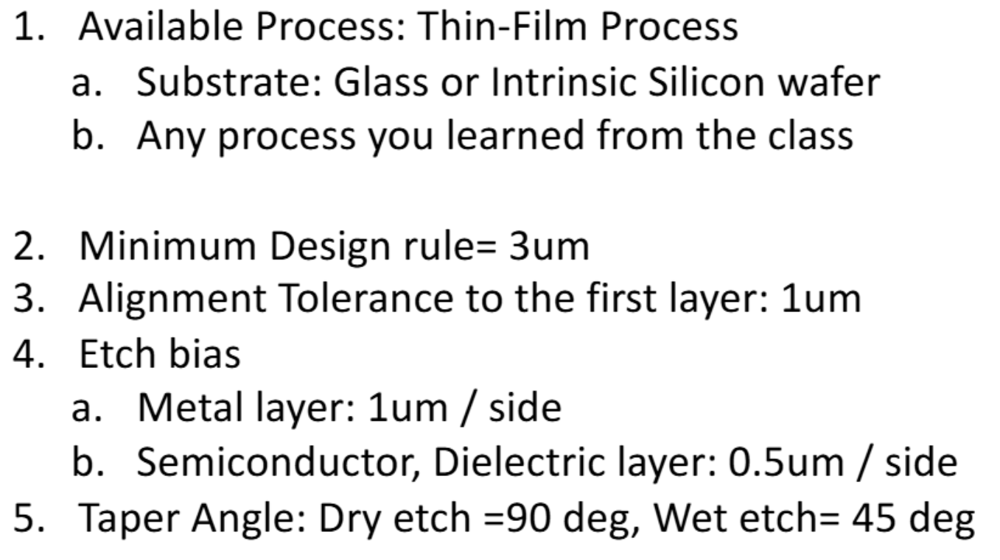 1. Available Process: Thin-Film Process
a. Substrate: Glass or Intrinsic Silicon wafer
b. Any process you learned from the class
2. Minimum Design rule= 3um
3. Alignment Tolerance to the first layer: 1um
4. Etch bias
a. Metal layer: 1um / side
b. Semiconductor, Dielectric layer: 0.5um / side
5. Taper Angle: Dry etch =90 deg, Wet etch= 45 deg